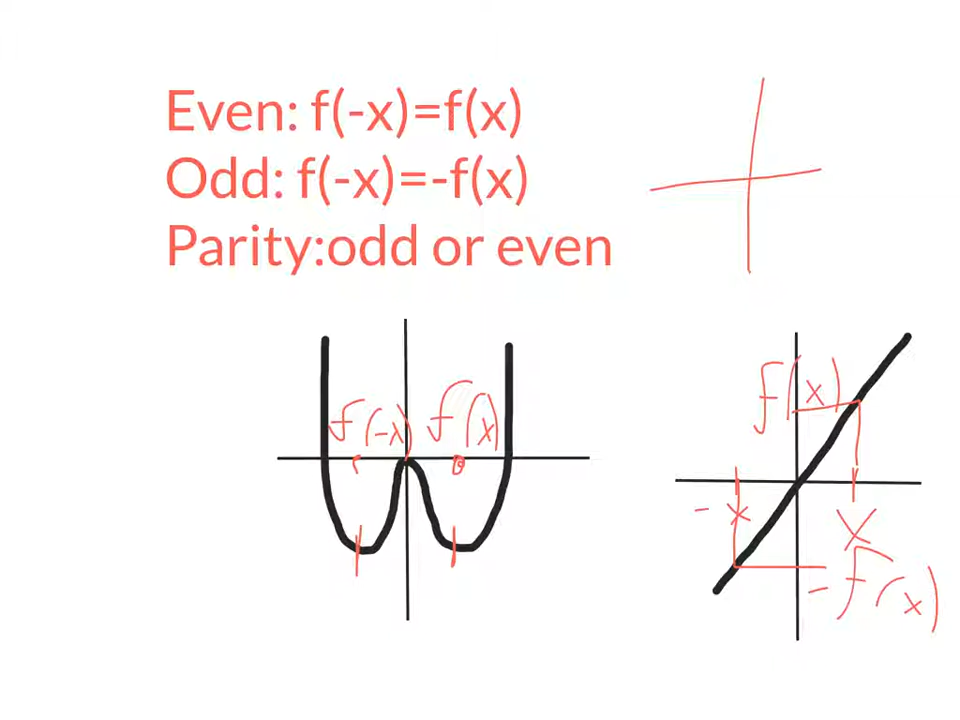 Even: f(-x)=f(x)
Odd: f(-x)=-f(x)
Parity:odd or even
f(-x) f(x)
f(x)
-x x
-f(x)